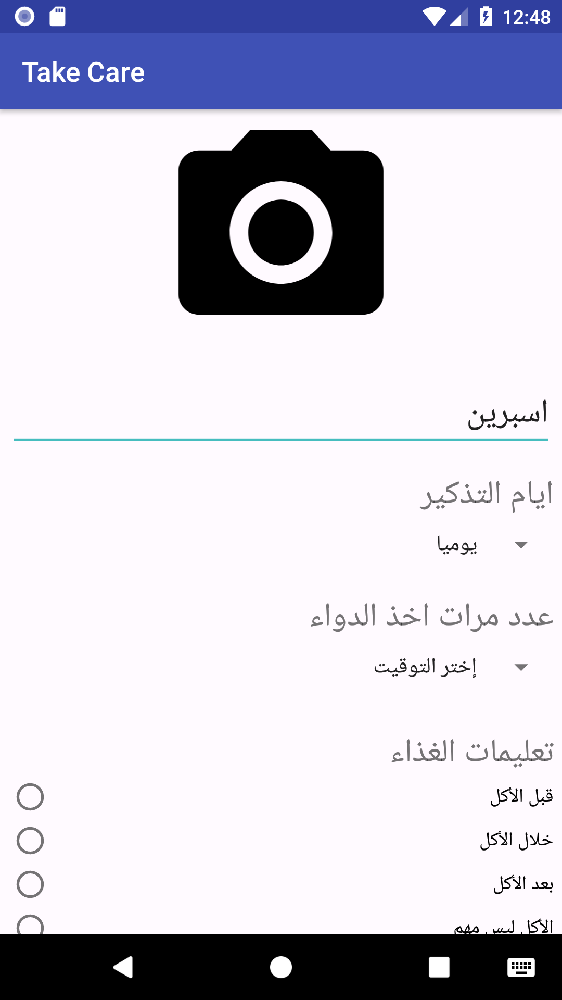 12:48
Take Care
اسبرين
ايام التذكير
يوميا
عدد مرات اخذ الدواء
إختر التوقيت
تعليمات الغذاء
قبل الأكل
خلال الأكل
بعد الأكل
الأكل ليس مهم